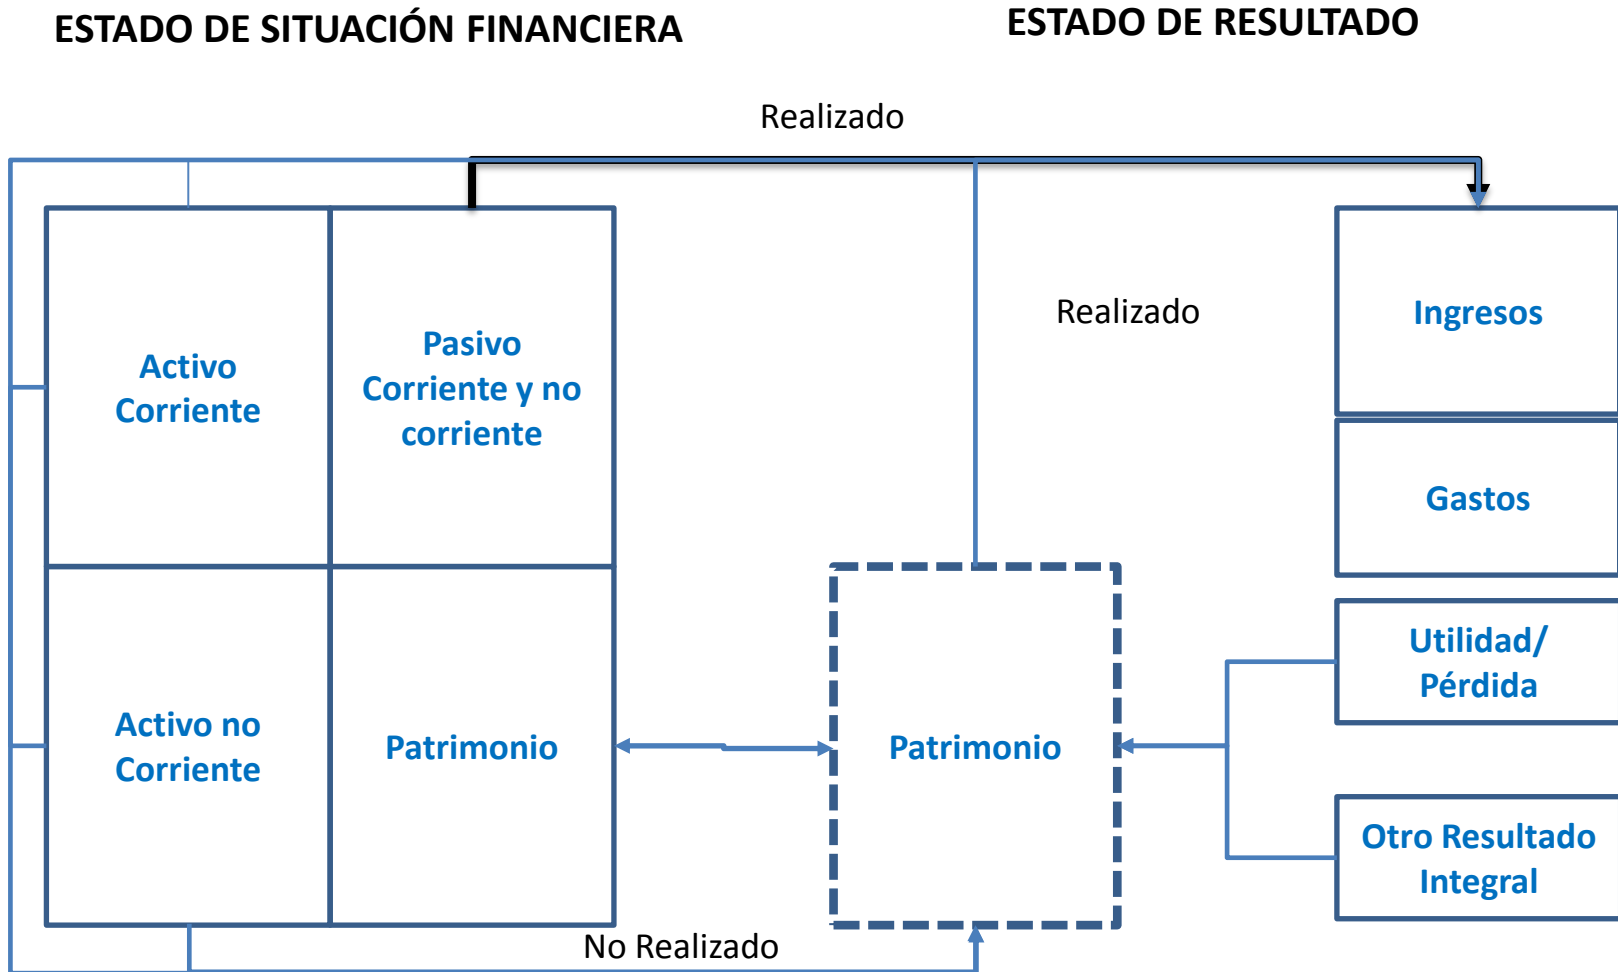 ESTADO DE SITUACIÓN FINANCIERA
ESTADO DE RESULTADO
Realizado
Activo
Corriente
Pasivo
Corriente y no
corriente
Realizado
Ingresos
Gastos
Activo no
Corriente
Patrimonio
Patrimonio
Utilidad/
Pérdida
Otro Resultado
Integral
No Realizado